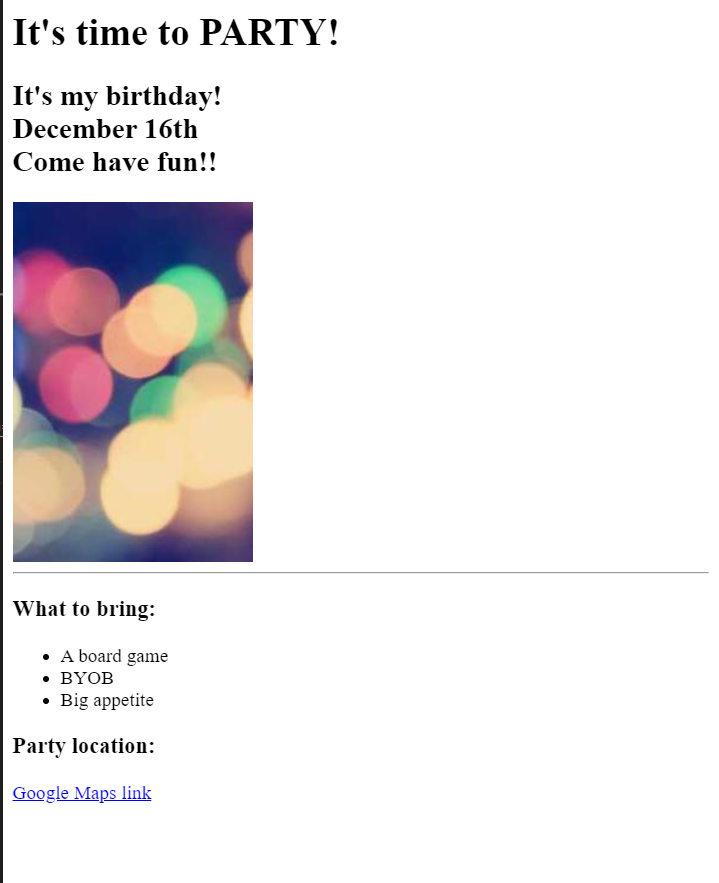 It's time to PARTY!
It's my birthday!
December 16th
Come have fun!!
What to bring:
A board game
BYOB
Big appetite
Party location:
Google Maps link